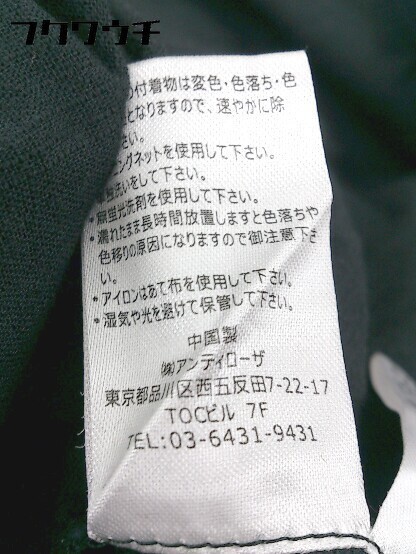 フクウクチ
付着物は変色・色落ち・色
となりますので、速やかに除
さい。
ングネットを使用して下さい。
洗いをして下さい。
・無蛍光洗剤を使用して下さい。
・濡れたまま長時間放置しますと色落ちや
色移りの原因になりますので御注意下さ
い。
・アイロンはあて布を使用して下さい。
・湿気や光を避けて保管して下さい。
中国製
㈱アンディローザ
東京都品川区西五反田7-22-17
TOCビル 7F
TEL:03-6431-9431